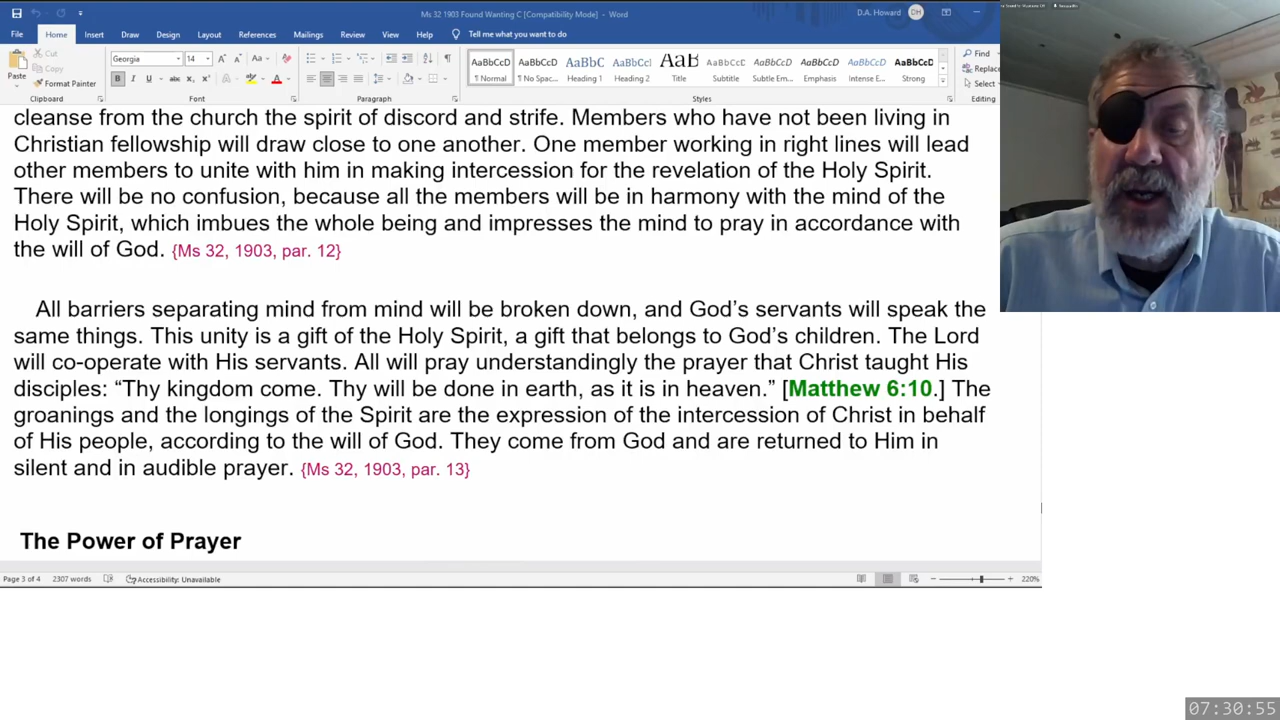 Ms 32 1903 Found Wanting C [Compatibility Mode] - Word
D.A. Howard
DH
File Home Insert Draw Design Layout References Mailings Review View Help Tell me what you want to do
Paste
Cut
Copy
Format Painter
Georgia 14
AaBbCcD AaBbCcD AaBbC AaBbCcI AaB AaBbCcD AaBbCcD AaBbCcD AaBbCcD AaBbCcD
¶ Normal ¶ No Spac... Heading 1 Heading 2 Title Subtitle Subtle Em... Emphasis Intense E... Strong
Find
Replace
Select
Clipboard Font Paragraph Styles Editing
cleanse from the church the spirit of discord and strife. Members who have not been living in
Christian fellowship will draw close to one another. One member working in right lines will lead
other members to unite with him in making intercession for the revelation of the Holy Spirit.
There will be no confusion, because all the members will be in harmony with the mind of the
Holy Spirit, which imbues the whole being and impresses the mind to pray in accordance with
the will of God. {Ms 32, 1903, par. 12}
All barriers separating mind from mind will be broken down, and God’s servants will speak the
same things. This unity is a gift of the Holy Spirit, a gift that belongs to God’s children. The Lord
will co-operate with His servants. All will pray understandingly the prayer that Christ taught His
disciples: “Thy kingdom come. Thy will be done in earth, as it is in heaven.” [Matthew 6:10.] The
groanings and the longings of the Spirit are the expression of the intercession of Christ in behalf
of His people, according to the will of God. They come from God and are returned to Him in
silent and in audible prayer. {Ms 32, 1903, par. 13}
The Power of Prayer
Page 3 of 4 2307 words Accessibility: Unavailable 220%
07:30:55